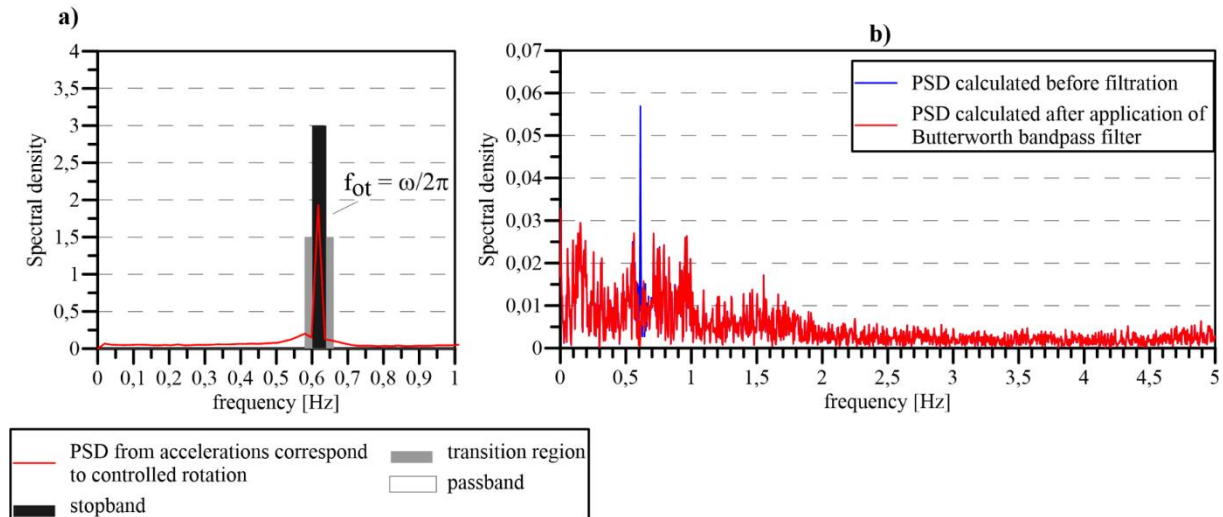 a)
4
3.5
3
2.5
2
1.5
1
0.5
0
Spectral density
f_ot = ω/2π
0 0,1 0,2 0,3 0,4 0,5 0,6 0,7 0,8 0,9 1
frequency [Hz]
PSD from accelerations correspond
to controlled rotation
stopband
transition region
passband
b)
0,07
0,06
0,05
0,04
0,03
0,02
0,01
0
Spectral density
PSD calculated before filtration
PSD calculated after application of
Butterworth bandpass filter
0 0,5 1 1,5 2 2,5 3 3,5 4 4,5 5
frequency [Hz]